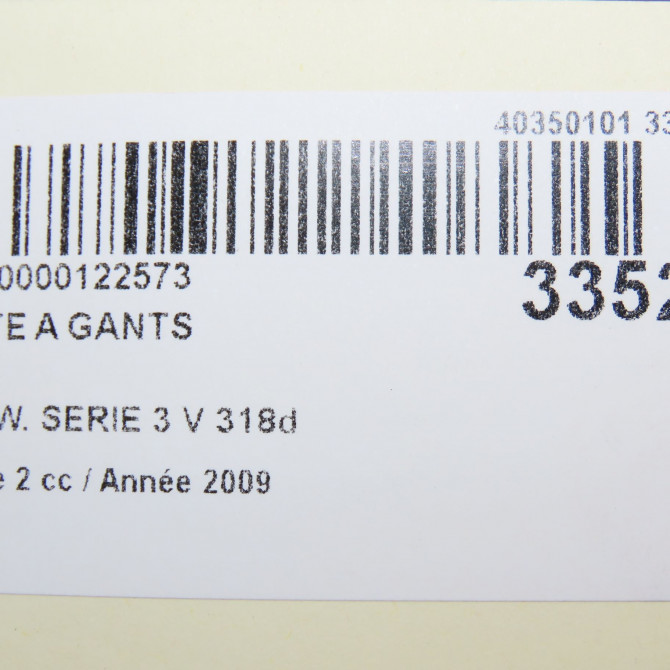 40350101 33
0000122573
3352
TE A GANTS
W. SERIE 3 V 318d
e 2 cc / Année 2009